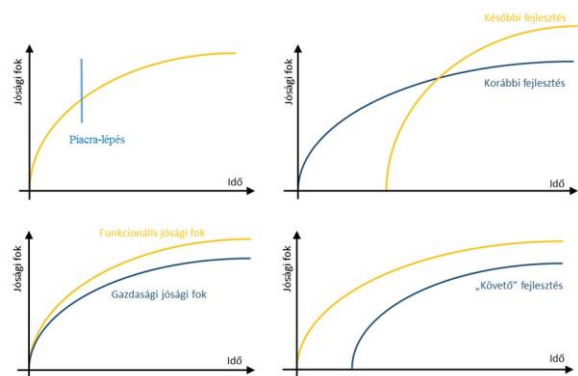 Jósági fok
Piacra-lépés
Idő
Jósági fok
Későbbi fejlesztés
Korábbi fejlesztés
Idő
Jósági fok
Funkcionális jósági fok
Gazdasági jósági fok
Idő
Jósági fok
„Követő” fejlesztés
Idő